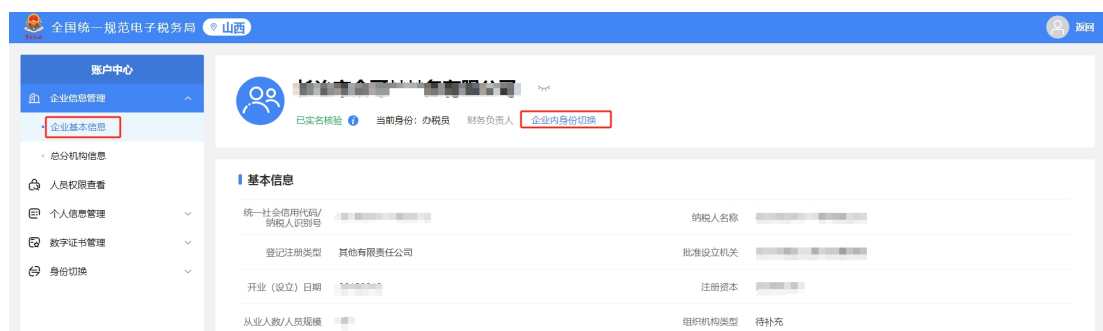 全国统一规范电子税务局 山西 返回
账户中心
企业信息管理
企业基本信息
总分机构信息
人员权限查看
个人信息管理
数字证书管理
身份切换
已实名核验 当前身份：办税员 财务负责人 企业内身份切换
基本信息
统一社会信用代码/
纳税人识别号
纳税人名称
登记注册类型 其他有限责任公司 批准设立机关
开业（设立）日期 注册资本
从业人数/人员规模 组织机构类型 待补充